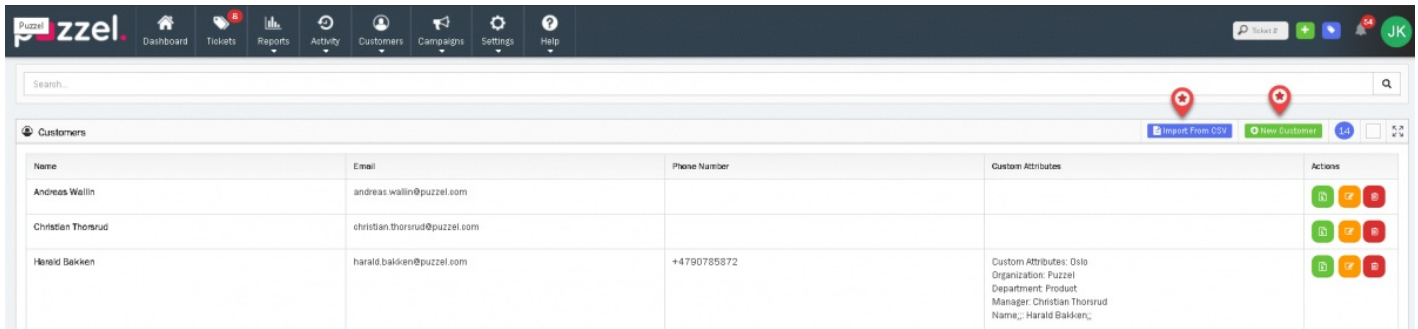 Puzzel
puzzel.
Dashboard
Tickets
8
Reports
Activity
Customers
Campaigns
Settings
Help
Ticket #
54
JK
Search...
Customers
Import From CSV
New Customer
14
Name Email Phone Number Custom Attributes Actions
Andreas Wallin andreas.wallin@puzzel.com
Christian Thorsrud christian.thorsrud@puzzel.com
Harald Bakken harald.bakken@puzzel.com +4790785872 Custom Attributes: Oslo
Organization: Puzzel
Department: Product
Manager: Christian Thorsrud
Name;;: Harald Bakken;;